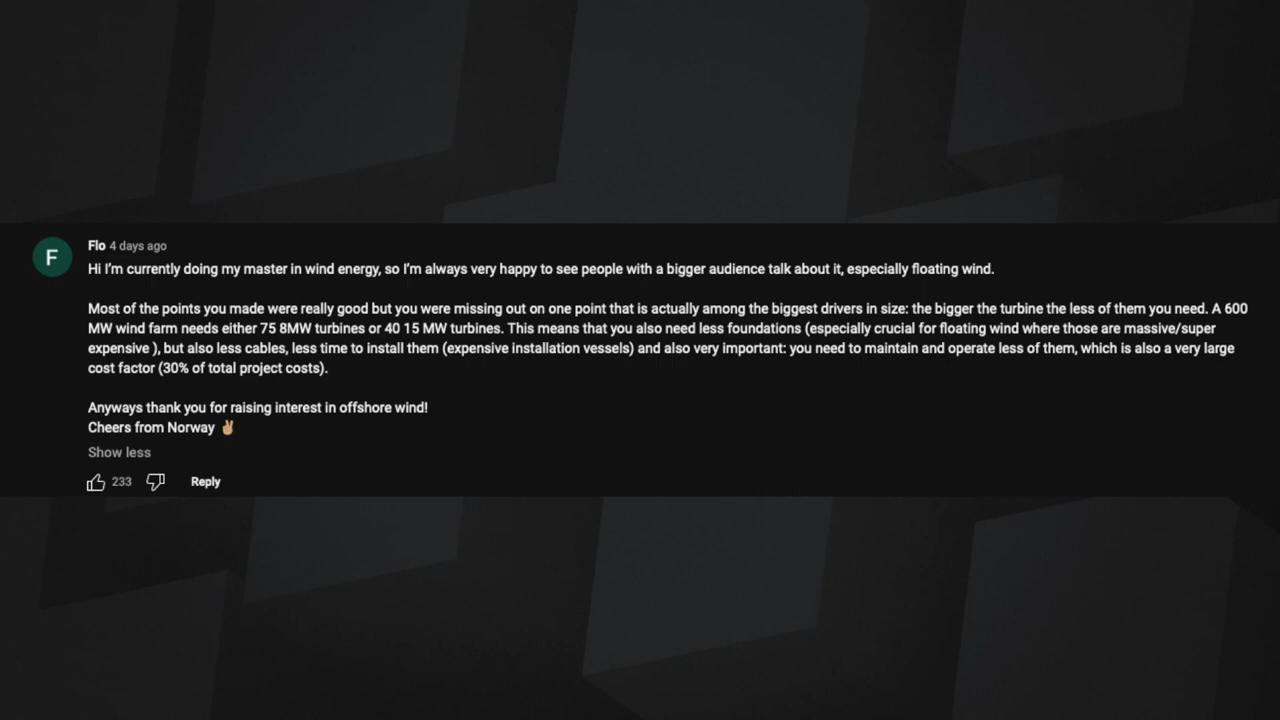 F
Flo 4 days ago
Hi I'm currently doing my master in wind energy, so I'm always very happy to see people with a bigger audience talk about it, especially floating wind.
Most of the points you made were really good but you were missing out on one point that is actually among the biggest drivers in size: the bigger the turbine the less of them you need. A 600
MW wind farm needs either 75 8MW turbines or 40 15 MW turbines. This means that you also need less foundations (especially crucial for floating wind where those are massive/super
expensive ), but also less cables, less time to install them (expensive installation vessels) and also very important: you need to maintain and operate less of them, which is also a very large
cost factor (30% of total project costs).
Anyways thank you for raising interest in offshore wind!
Cheers from Norway ✌🏼
Show less
233 Reply